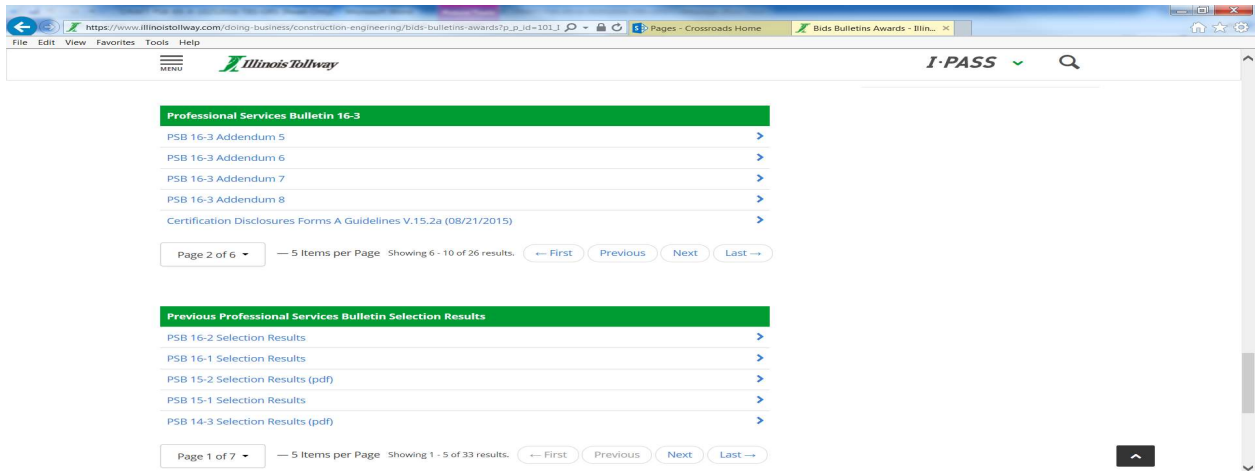 https://www.illinoistollway.com/doing-business/construction-engineering/bids-bulletins-awards?p_p_id=101_I
Pages - Crossroads Home
Bids Bulletins Awards - Illin...
File Edit View Favorites Tools Help
MENU
Illinois Tollway
I·PASS
Professional Services Bulletin 16-3
PSB 16-3 Addendum 5
PSB 16-3 Addendum 6
PSB 16-3 Addendum 7
PSB 16-3 Addendum 8
Certification Disclosures Forms A Guidelines V.15.2a (08/21/2015)
Page 2 of 6 — 5 Items per Page Showing 6 - 10 of 26 results. ← First Previous Next Last →
Previous Professional Services Bulletin Selection Results
PSB 16-2 Selection Results
PSB 16-1 Selection Results
PSB 15-2 Selection Results (pdf)
PSB 15-1 Selection Results
PSB 14-3 Selection Results (pdf)
Page 1 of 7 — 5 Items per Page Showing 1 - 5 of 33 results. ← First Previous Next Last →